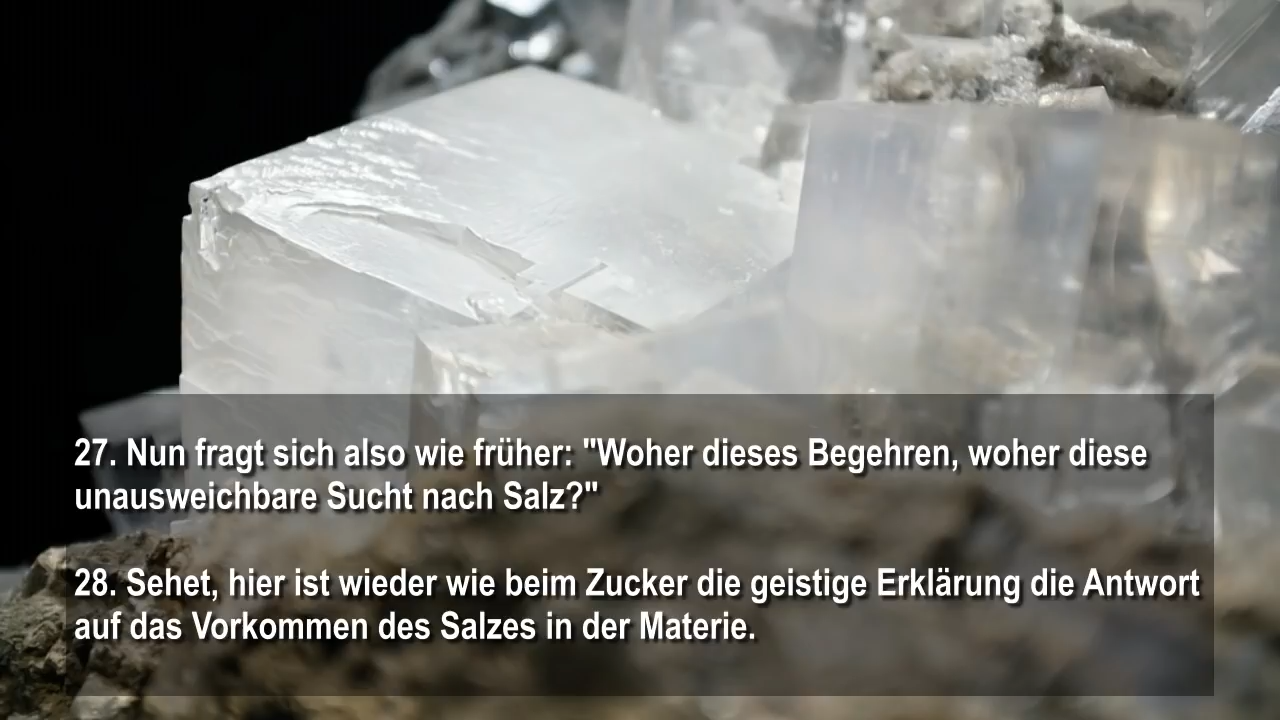 27. Nun fragt sich also wie früher: "Woher dieses Begehren, woher diese
unausweichbare Sucht nach Salz?"
28. Sehet, hier ist wieder wie beim Zucker die geistige Erklärung die Antwort
auf das Vorkommen des Salzes in der Materie.